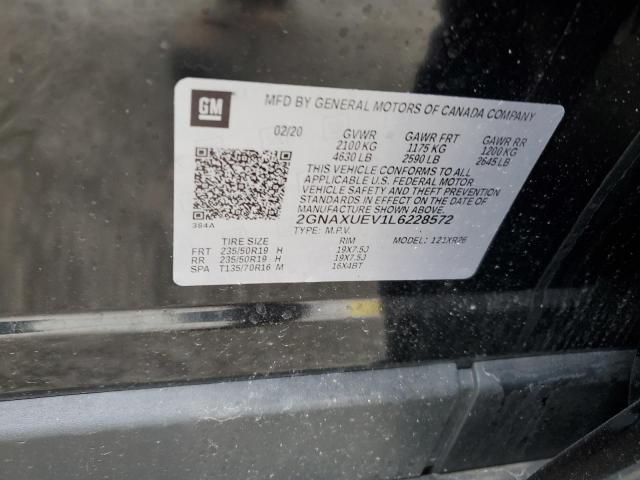 GM
MFD BY GENERAL MOTORS OF CANADA COMPANY
02/20 GVWR GAWR FRT GAWR RR
2100 KG 1175 KG 1200 KG
4630 LB 2590 LB 2645 LB
THIS VEHICLE CONFORMS TO ALL
APPLICABLE U.S. FEDERAL MOTOR
VEHICLE SAFETY AND THEFT PREVENTION
STANDARDS IN EFFECT ON THE DATE OF
MANUFACTURE SHOWN ABOVE.
2GNAXUEV1L6229572
384A
TYPE: M.P.V. MODEL: 1XR26
TIRE SIZE RIM
FRT 235/50R19 H 19X7.5J
RR 235/50R19 H 19X7.5J
SPA T135/70R16 M 16X4BT